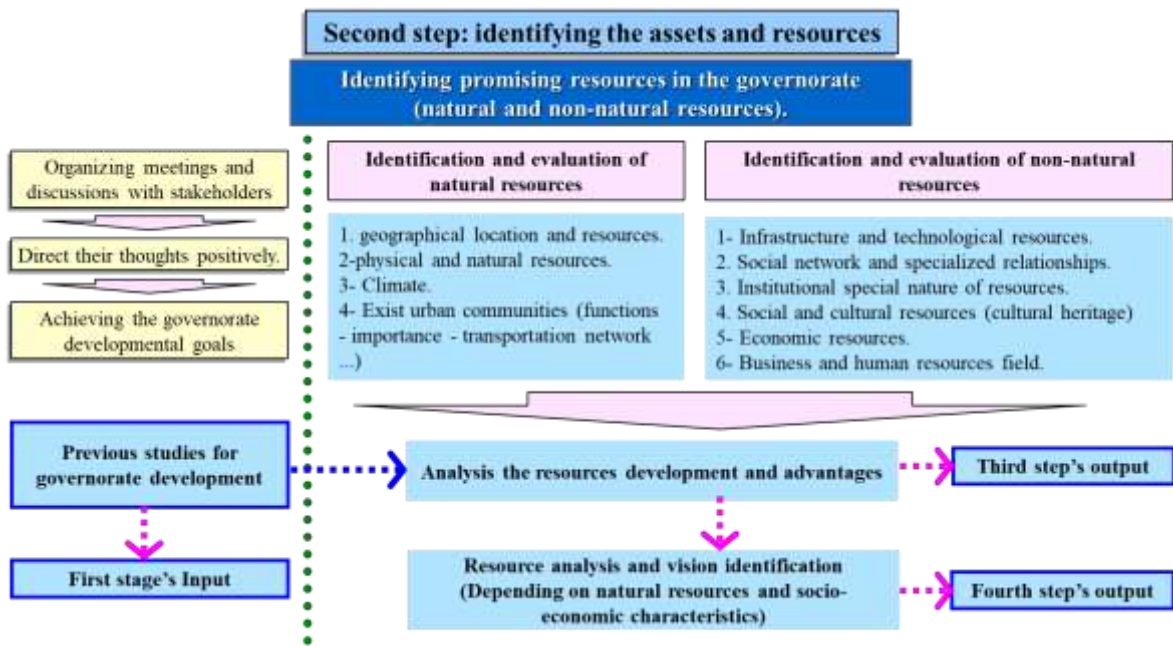 Second step: identifying the assets and resources
Identifying promising resources in the governorate
(natural and non-natural resources).
Organizing meetings and
discussions with stakeholders
Direct their thoughts positively.
Achieving the governorate
developmental goals
Identification and evaluation of
natural resources
1. geographical location and resources.
2-physical and natural resources.
3- Climate.
4- Exist urban communities (functions
- importance - transportation network
...)
Identification and evaluation of non-natural
resources
1- Infrastructure and technological resources.
2. Social network and specialized relationships.
3. Institutional special nature of resources.
4. Social and cultural resources (cultural heritage)
5- Economic resources.
6- Business and human resources field.
Previous studies for
governorate development
First stage's Input
Analysis the resources development and advantages
Third step's output
Resource analysis and vision identification
(Depending on natural resources and socio-
economic characteristics)
Fourth step's output